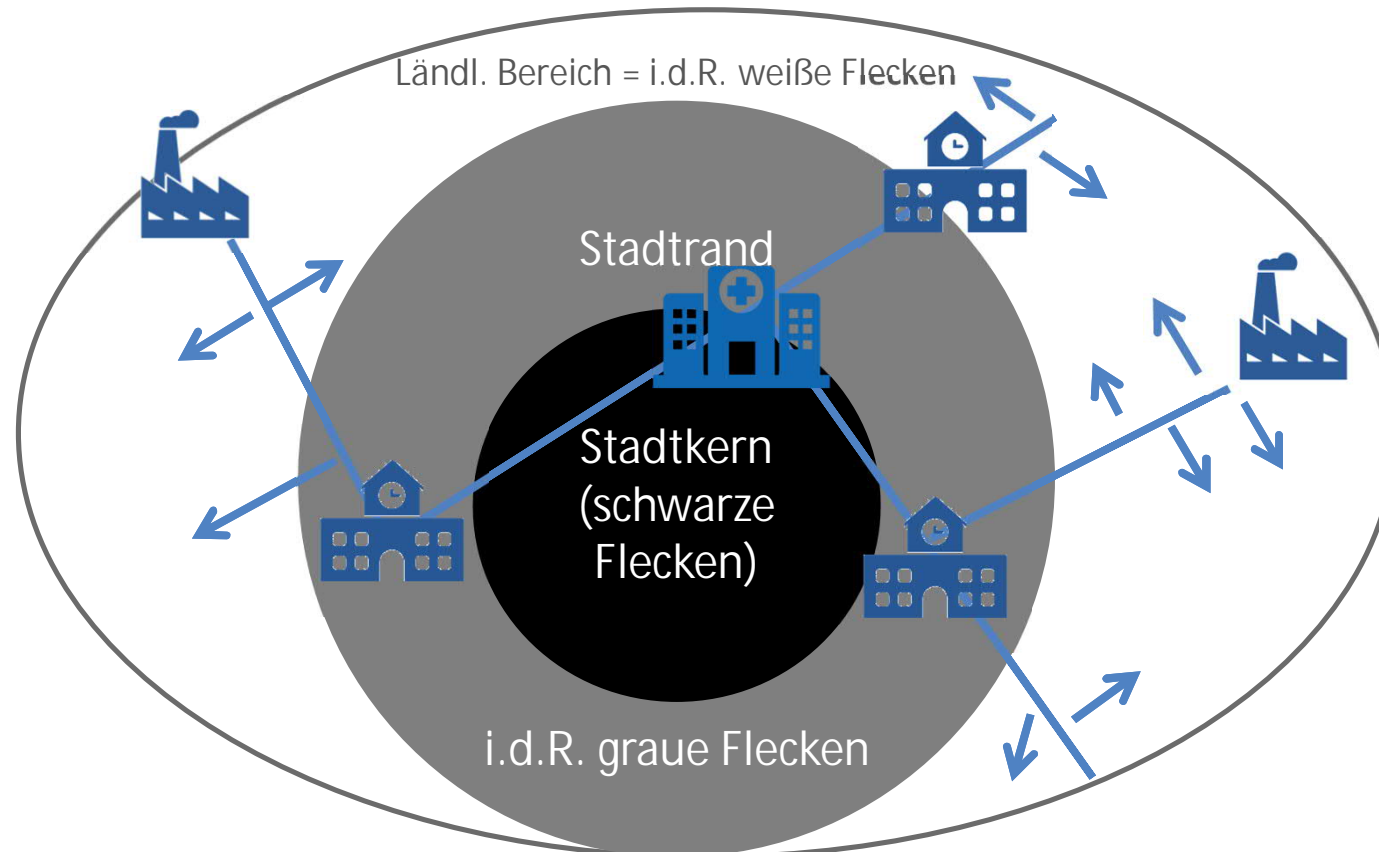 Ländl. Bereich = i.d.R. weiße Flecken
Stadtrand
Stadtkern
(schwarze
Flecken)
i.d.R. graue Flecken